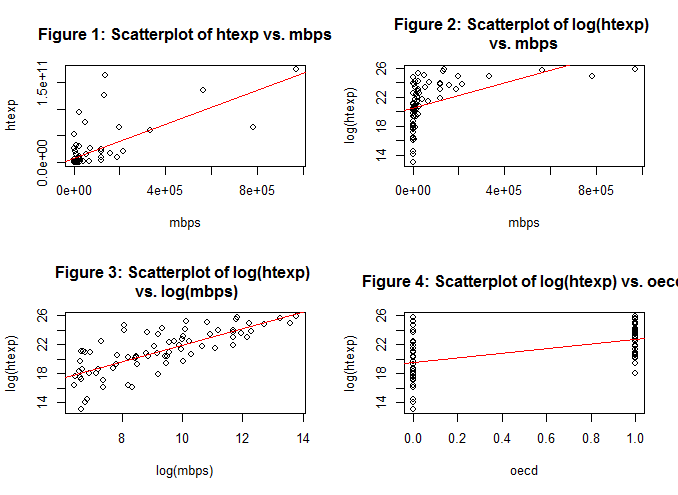 Figure 1: Scatterplot of htexp vs. mbps
htexp
0.0e+00 1.5e+11
0e+00 4e+05 8e+05
mbps
Figure 2: Scatterplot of log(htexp)
vs. mbps
log(htexp)
14 18 22 26
0e+00 4e+05 8e+05
mbps
Figure 3: Scatterplot of log(htexp)
vs. log(mbps)
log(htexp)
14 18 22 26
8 10 12 14
log(mbps)
Figure 4: Scatterplot of log(htexp) vs. oecd
log(htexp)
14 18 22 26
0.0 0.2 0.4 0.6 0.8 1.0
oecd